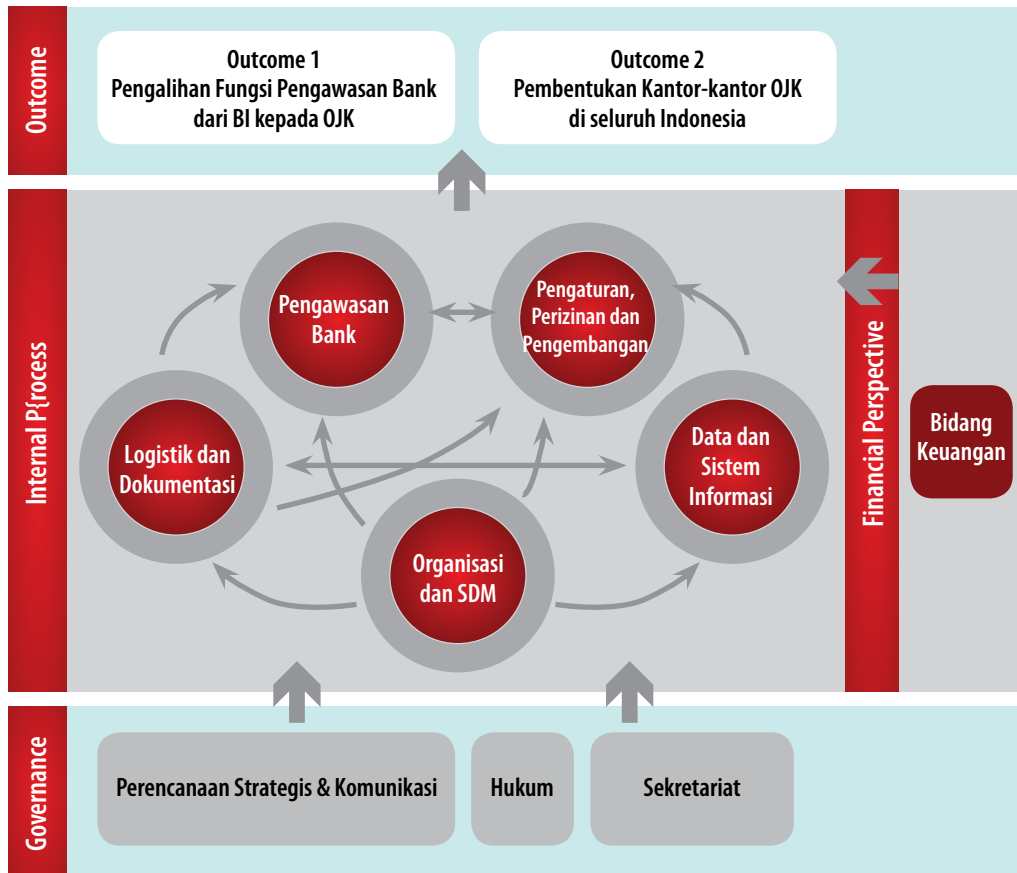 Outcome
Outcome 1
Pengalihan Fungsi Pengawasan Bank
dari BI kepada OJK
Outcome 2
Pembentukan Kantor-kantor OJK
di seluruh Indonesia
Internal P{rocess
Pengawasan
Bank
Pengaturan,
Perizinan dan
Pengembangan
Logistik dan
Dokumentasi
Data dan
Sistem
Informasi
Organisasi
dan SDM
Financial Perspective
Bidang
Keuangan
Governance
Perencanaan Strategis & Komunikasi
Hukum
Sekretariat